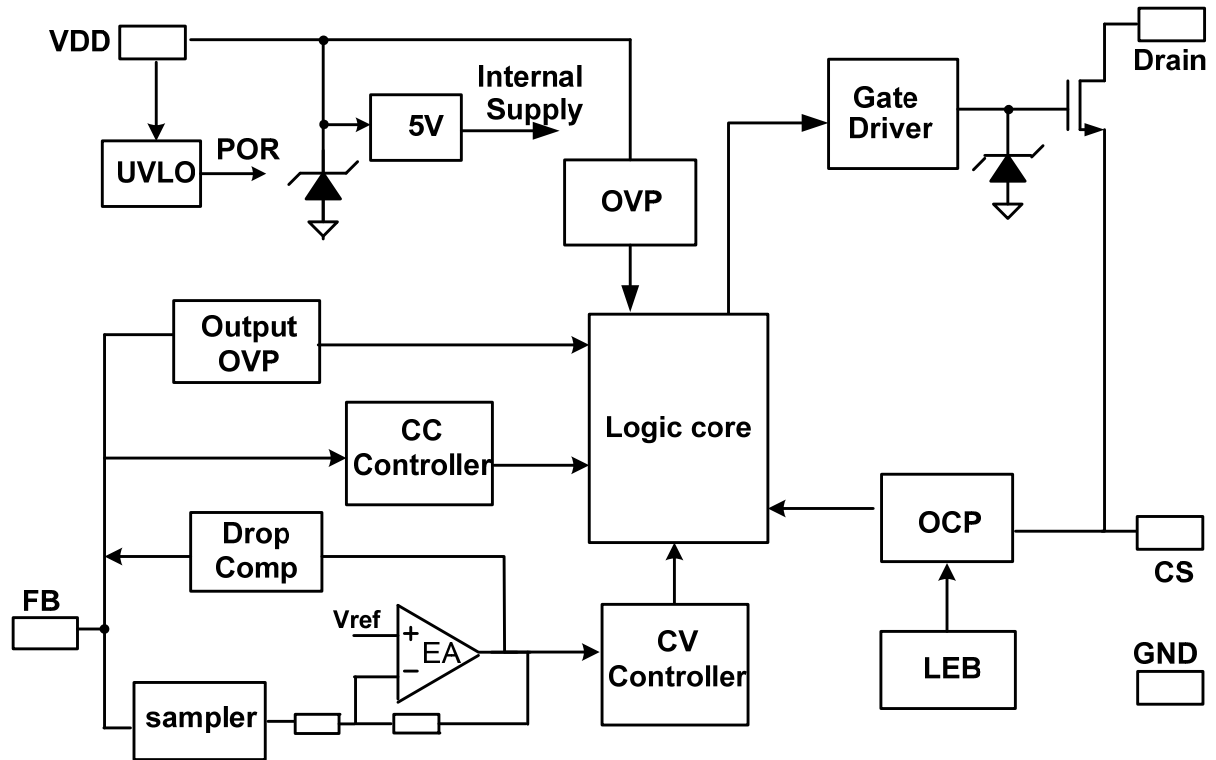 VDD
Drain
Internal
Supply
5V
Gate
Driver
UVLO
POR
OVP
Output
OVP
CC
Controller
Logic core
Drop
Comp
OCP
CS
FB
Vref
+
EA
−
CV
Controller
LEB
GND
sampler